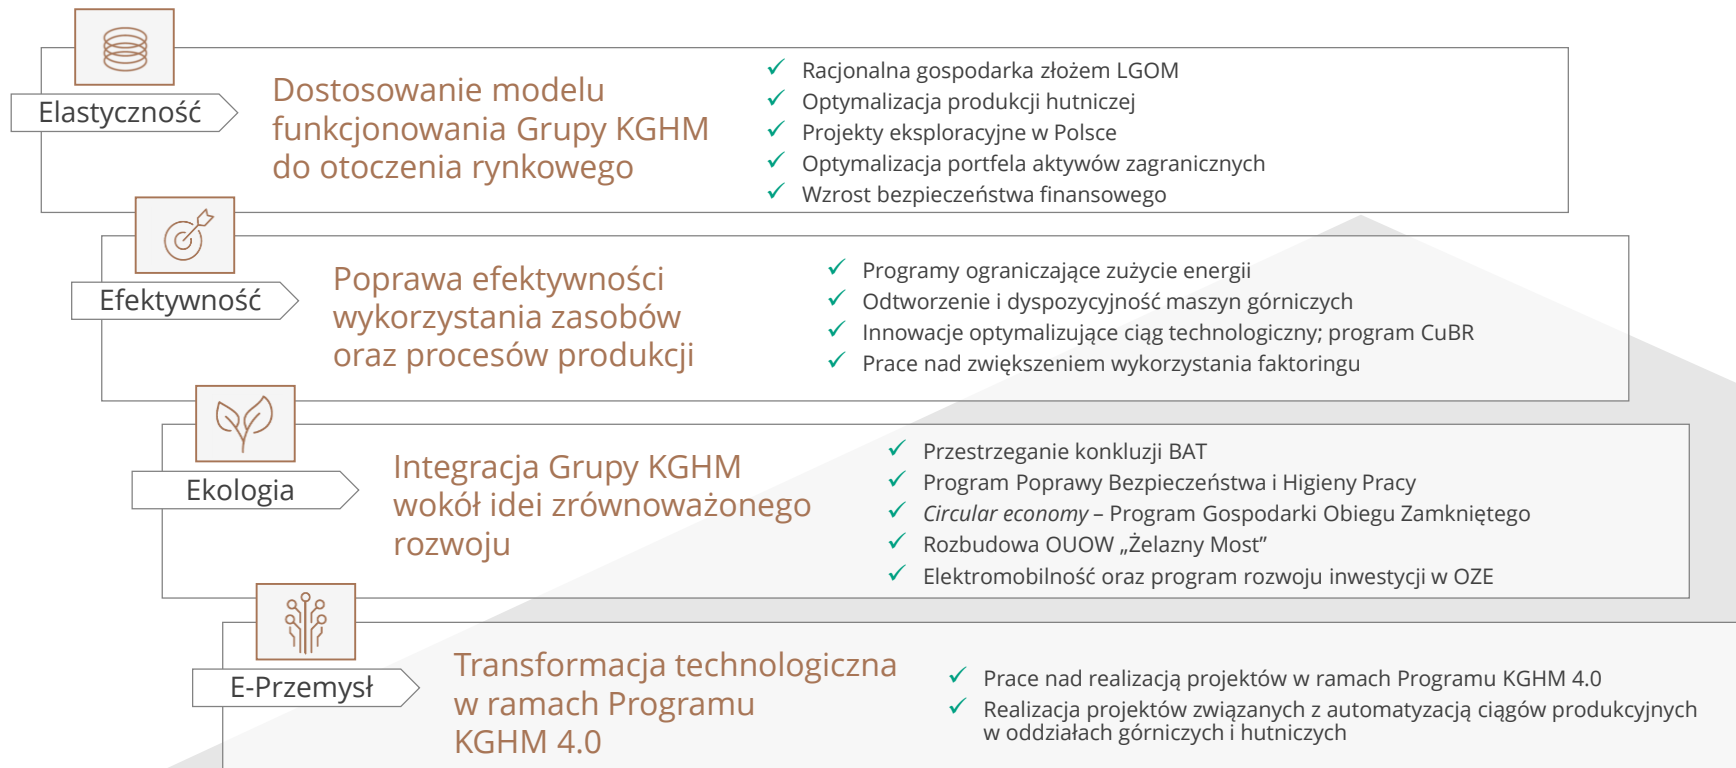 Elastyczność
Dostosowanie modelu
funkcjonowania Grupy KGHM
do otoczenia rynkowego
Racjonalna gospodarka złożem LGOM
Optymalizacja produkcji hutniczej
Projekty eksploracyjne w Polsce
Optymalizacja portfela aktywów zagranicznych
Wzrost bezpieczeństwa finansowego
Efektywność
Poprawa efektywności
wykorzystania zasobów
oraz procesów produkcji
Programy ograniczające zużycie energii
Odtworzenie i dyspozycyjność maszyn górniczych
Innowacje optymalizujące ciąg technologiczny; program CuBR
Prace nad zwiększeniem wykorzystania faktoringu
Ekologia
Integracja Grupy KGHM
wokół idei zrównoważonego
rozwoju
Przestrzeganie konkluzji BAT
Program Poprawy Bezpieczeństwa i Higieny Pracy
Circular economy – Program Gospodarki Obiegu Zamkniętego
Rozbudowa OUOW „Żelazny Most”
Elektromobilność oraz program rozwoju inwestycji w OZE
E-Przemysł
Transformacja technologiczna
w ramach Programu
KGHM 4.0
Prace nad realizacją projektów w ramach Programu KGHM 4.0
Realizacja projektów związanych z automatyzacją ciągów produkcyjnych
w oddziałach górniczych i hutniczych